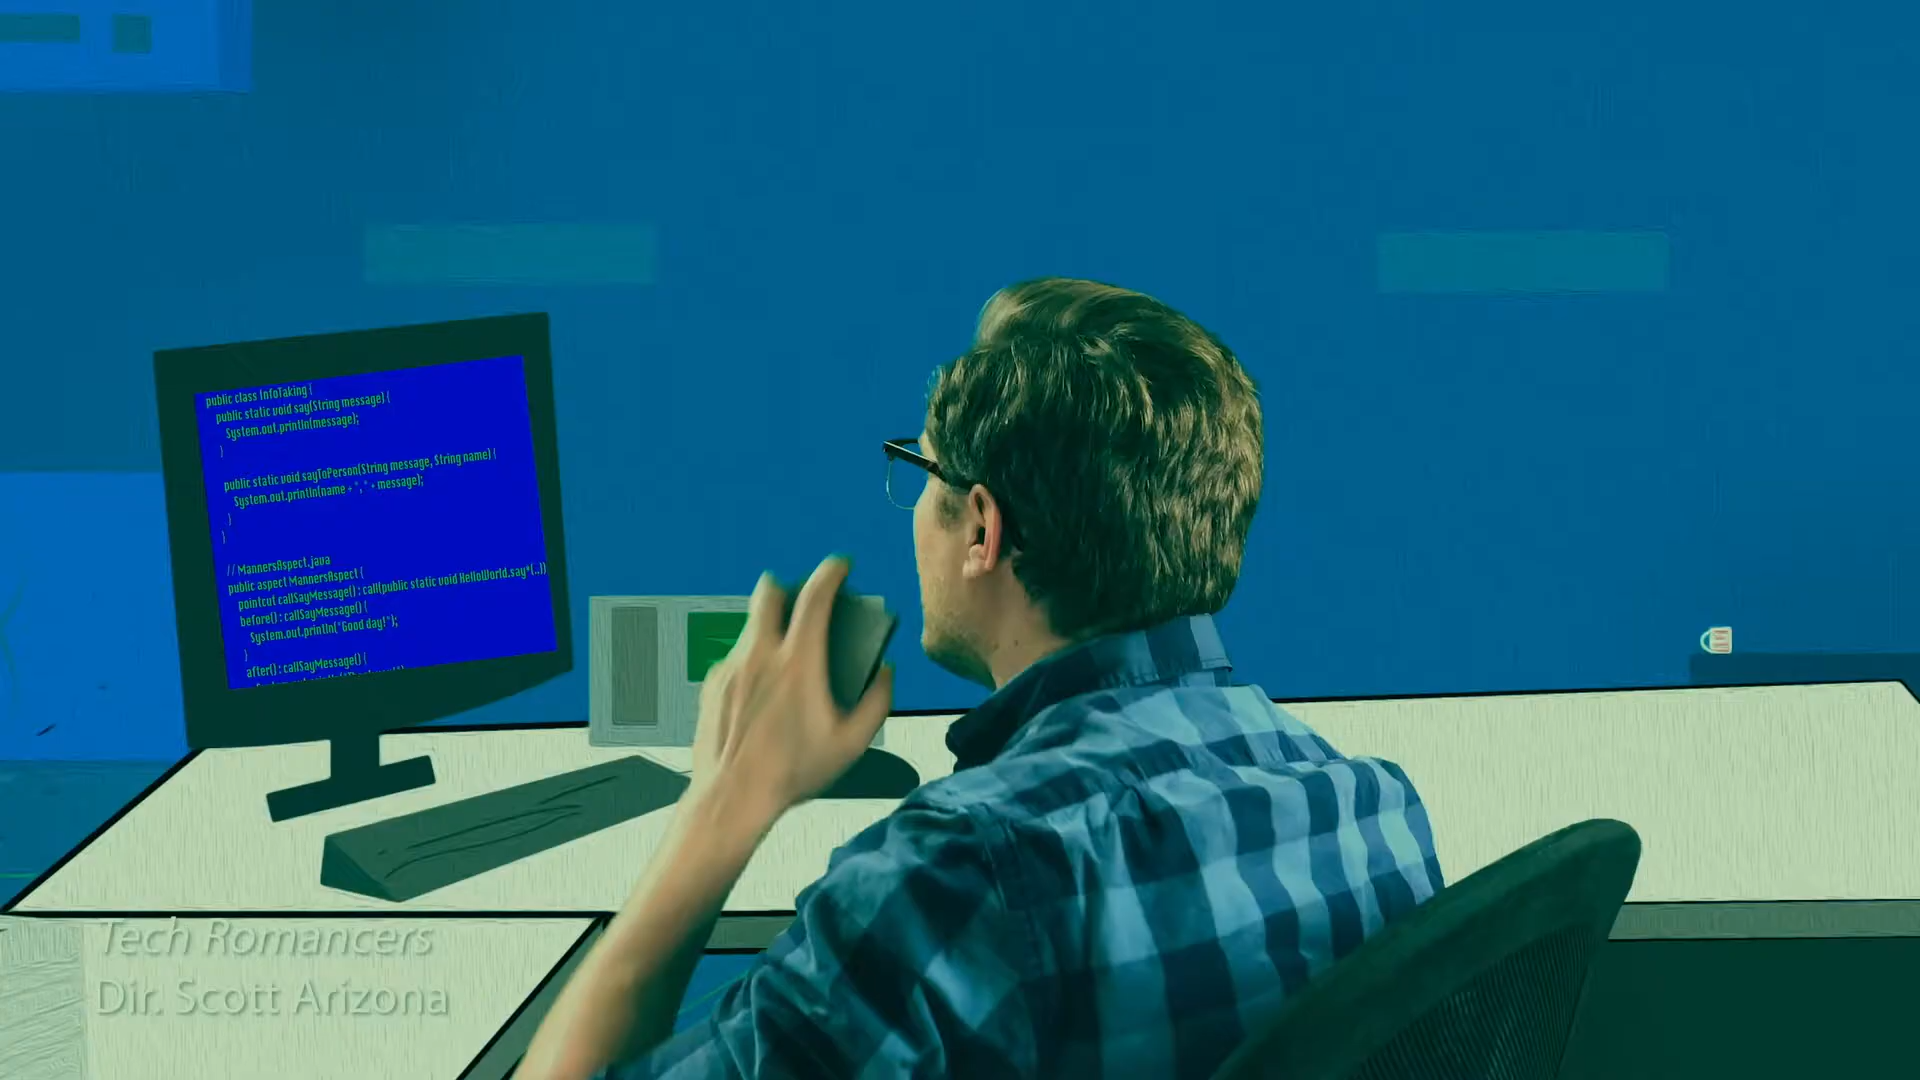 public class InfoTaking {
public static void say(String message) {
System.out.println(message);
}
public static void sayToPerson(String message, String name) {
System.out.println(name + ", " + message);
}
}
// MannersAspect.java
public aspect MannersAspect {
pointcut callSayMessage() : call(public static void HelloWorld.say*(..))
before() : callSayMessage() {
System.out.println("Good day!");
}
after() : callSayMessage() {
Tech Romancers
Dir. Scott Arizona